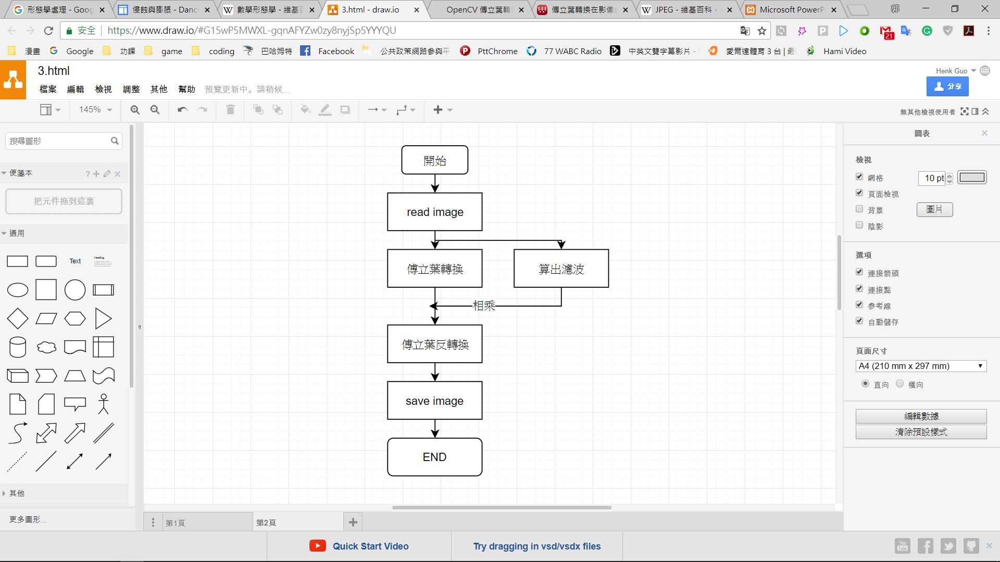 形態學處理 - Goog
侵蝕與膨脹 - Danc
數學形態學 - 維基百
3.html - draw.io
OpenCV 傅立葉轉
傅立葉轉換在影像
JPEG - 維基百科，
Microsoft PowerP
郭
安全
https://www.draw.io/#G15wP5MWXL-gqnAFYZw0zy8nyjSp5YYYQU
21
漫畫
Google
功課
game
coding
巴哈姆特
Facebook
公共政策網路參與平
PttChrome
77 WABC Radio
中英文雙字幕影片 -
愛爾達體育 3 台 | 最
Hami Video
3.html
Henk Guo
檔案
編輯
檢視
調整
其他
幫助
預覽更新中。請稍候...
分享
145%
無其他檢視使用者
搜尋圖形
便箋本
?
把元件拖到這裏
通用
Text
Heading
其他
更多圖形...
開始
read image
傅立葉轉換
算出濾波
相乘
傅立葉反轉換
save image
END
圖表
檢視
網格
10 pt
頁面檢視
背景
圖片
陰影
選項
連接箭頭
連接點
參考線
自動儲存
頁面尺寸
A4 (210 mm x 297 mm)
直向
橫向
編輯數據
清除預設樣式
第1頁
第2頁
Quick Start Video
Try dragging in vsd/vsdx files
You
Tube